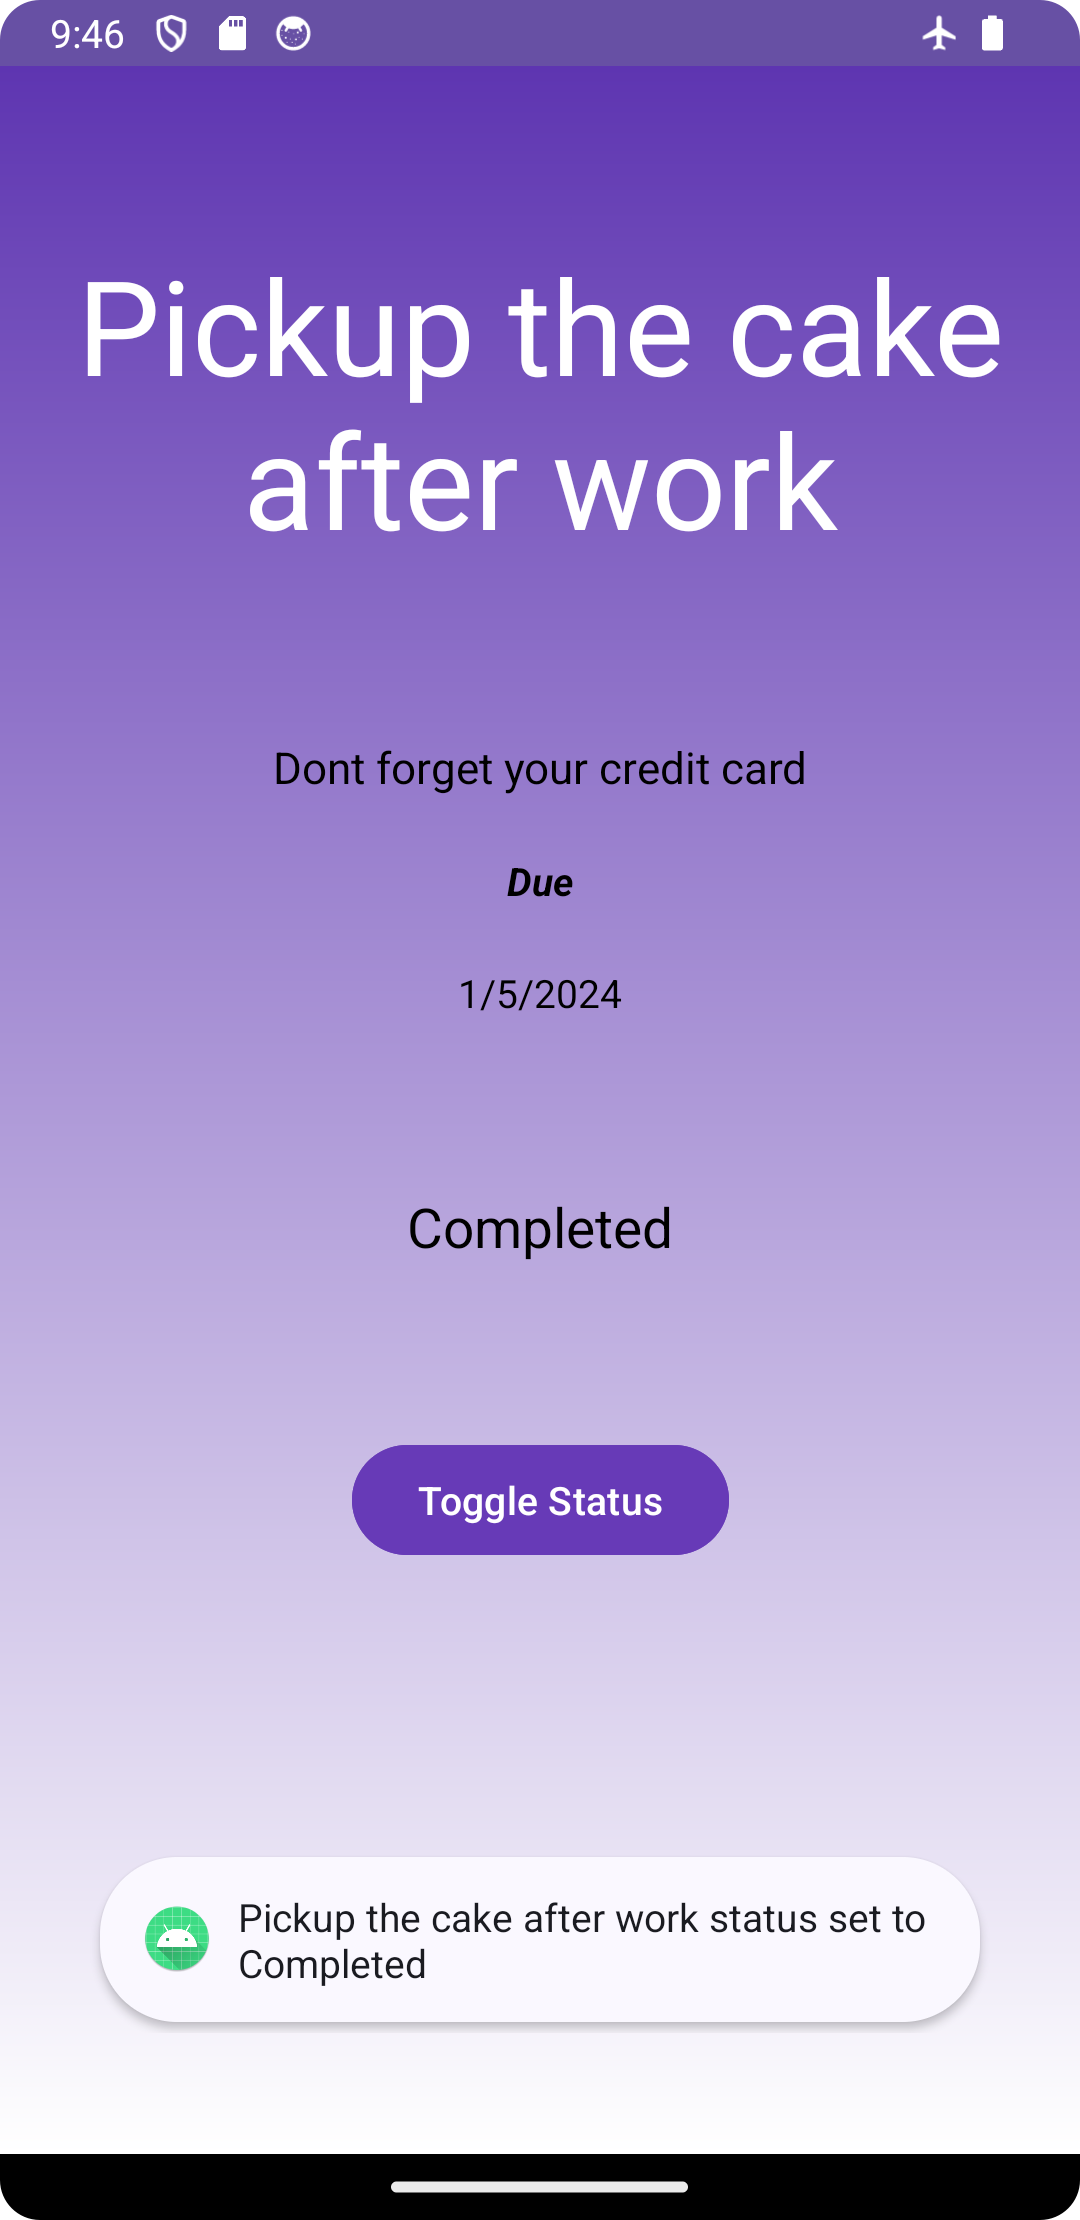 9:46
Pickup the cake
after work
Dont forget your credit card
Due
1/5/2024
Completed
Toggle Status
Pickup the cake after work status set to
Completed